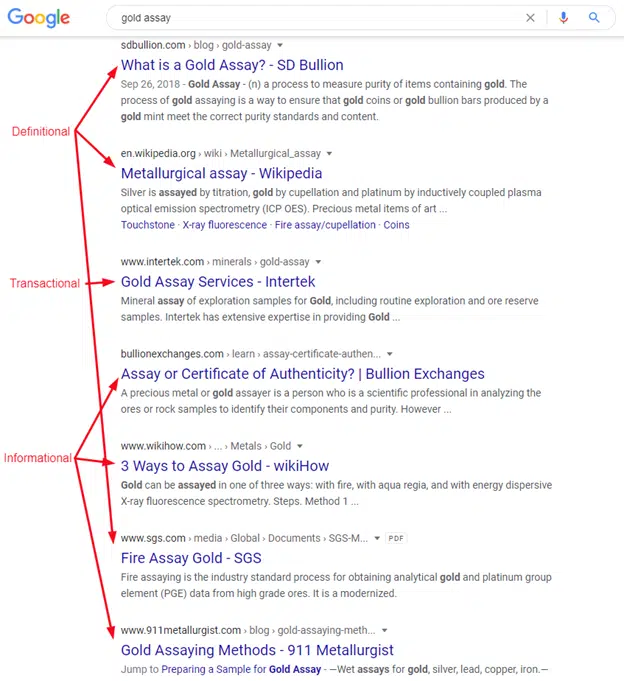 Google
gold assay
sdbullion.com › blog › gold-assay
What is a Gold Assay? - SD Bullion
Sep 26, 2018 - Gold Assay - (n) a process to measure purity of items containing gold. The
process of gold assaying is a way to ensure that gold coins or gold bullion bars produced by a
gold mint meet the correct purity standards and content.
Definitional
en.wikipedia.org › wiki › Metallurgical_assay
Metallurgical assay - Wikipedia
Silver is assayed by titration, gold by cupellation and platinum by inductively coupled plasma
optical emission spectrometry (ICP OES). Precious metal items of art ...
Touchstone · X-ray fluorescence · Fire assay/cupellation · Coins
www.intertek.com › minerals › gold-assay
Transactional
Gold Assay Services - Intertek
Mineral assay of exploration samples for Gold, including routine exploration and ore reserve
samples. Intertek has extensive expertise in providing Gold ...
bullionexchanges.com › learn › assay-certificate-authen...
Assay or Certificate of Authenticity? | Bullion Exchanges
A precious metal or gold assayer is a person who is a scientific professional in analyzing the
ores or rock samples to identify their components and purity. However ...
www.wikihow.com › ... › Metals › Gold
Informational
3 Ways to Assay Gold - wikiHow
Gold can be assayed in one of three ways: with fire, with aqua regia, and with energy dispersive
X-ray fluorescence spectrometry. Steps. Method 1 ...
www.sgs.com › media › Global › Documents › SGS-M... PDF
Fire Assay Gold - SGS
Fire assaying is the industry standard process for obtaining analytical gold and platinum group
element (PGE) data from high grade ores. It is a modernized.
www.911metallurgist.com › blog › gold-assaying-meth...
Gold Assaying Methods - 911 Metallurgist
Jump to Preparing a Sample for Gold Assay - —Wet assays for gold, silver, lead, copper, iron.—